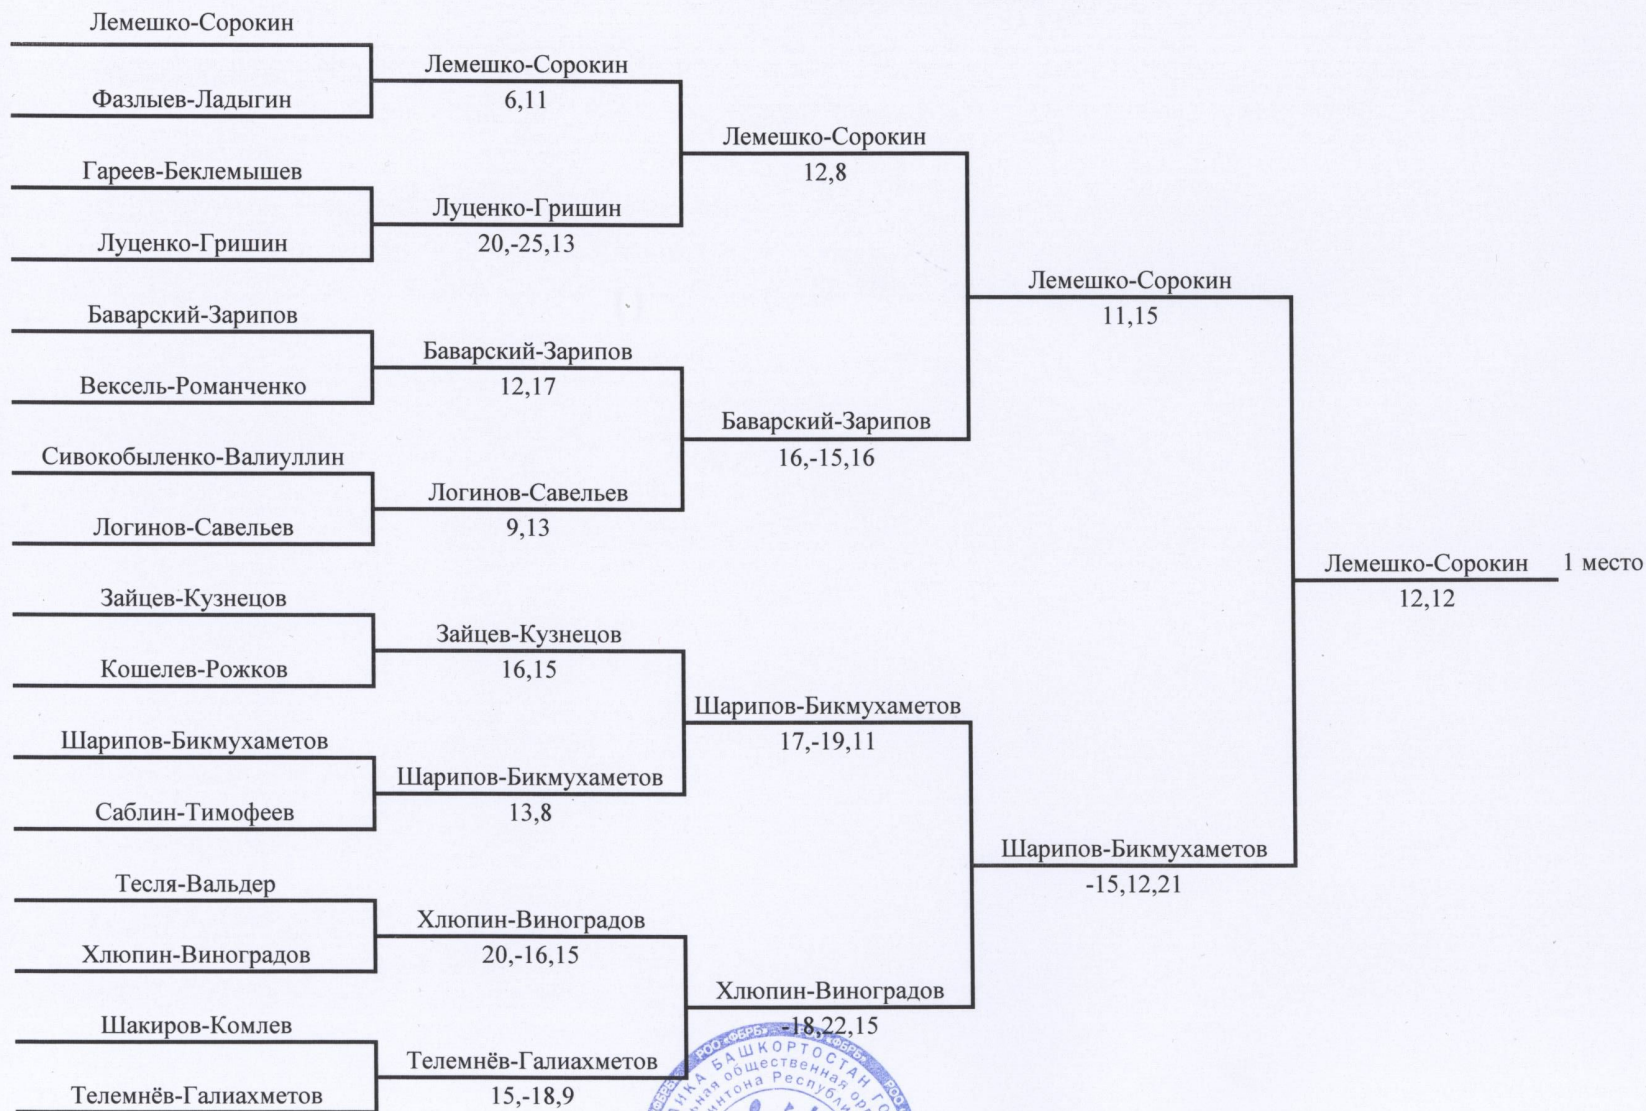 Лемешко-Сорокин
Фазлыев-Ладыгин
Гареев-Беклемышев
Луценко-Гришин
Баварский-Зарипов
Вексель-Романченко
Сивокобыленко-Валиуллин
Логинов-Савельев
Зайцев-Кузнецов
Кошелев-Рожков
Шарипов-Бикмухаметов
Саблин-Тимофеев
Тесля-Вальдер
Хлюпин-Виноградов
Шакиров-Комлев
Телемнёв-Галиахметов
Лемешко-Сорокин
6,11
Луценко-Гришин
20,-25,13
Баварский-Зарипов
12,17
Логинов-Савельев
9,13
Зайцев-Кузнецов
16,15
Шарипов-Бикмухаметов
13,8
Хлюпин-Виноградов
20,-16,15
Телемнёв-Галиахметов
15,-18,9
Лемешко-Сорокин
12,8
Баварский-Зарипов
16,-15,16
Шарипов-Бикмухаметов
17,-19,11
Хлюпин-Виноградов
-18,22,15
Лемешко-Сорокин
11,15
Шарипов-Бикмухаметов
-15,12,21
Лемешко-Сорокин 1 место
12,12
РОО «ФБРБ»
БАШКОРТОСТАН
общественная